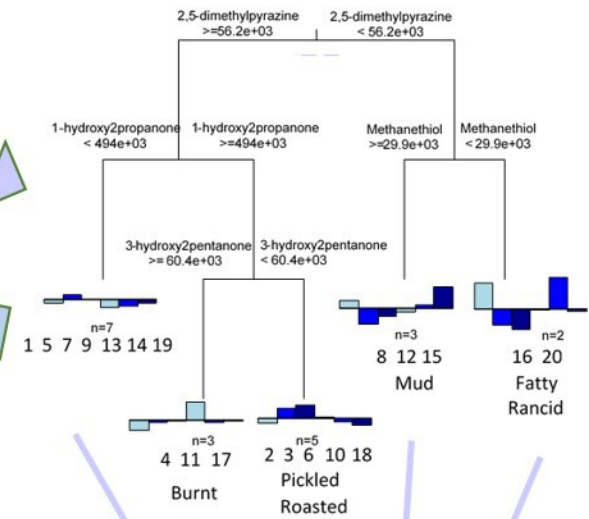 2,5-dimethylpyrazine 2,5-dimethylpyrazine
>=56.2e+03 < 56.2e+03
1-hydroxy2propanone 1-hydroxy2propanone
< 494e+03 >=494e+03
Methanethiol Methanethiol
>=29.9e+03 < 29.9e+03
3-hydroxy2pentanone 3-hydroxy2pentanone
>= 60.4e+03 < 60.4e+03
n=7
1 5 7 9 13 14 19
n=3
8 12 15
Mud
n=2
16 20
Fatty
Rancid
n=3
4 11 17
Burnt
n=5
2 3 6 10 18
Pickled
Roasted